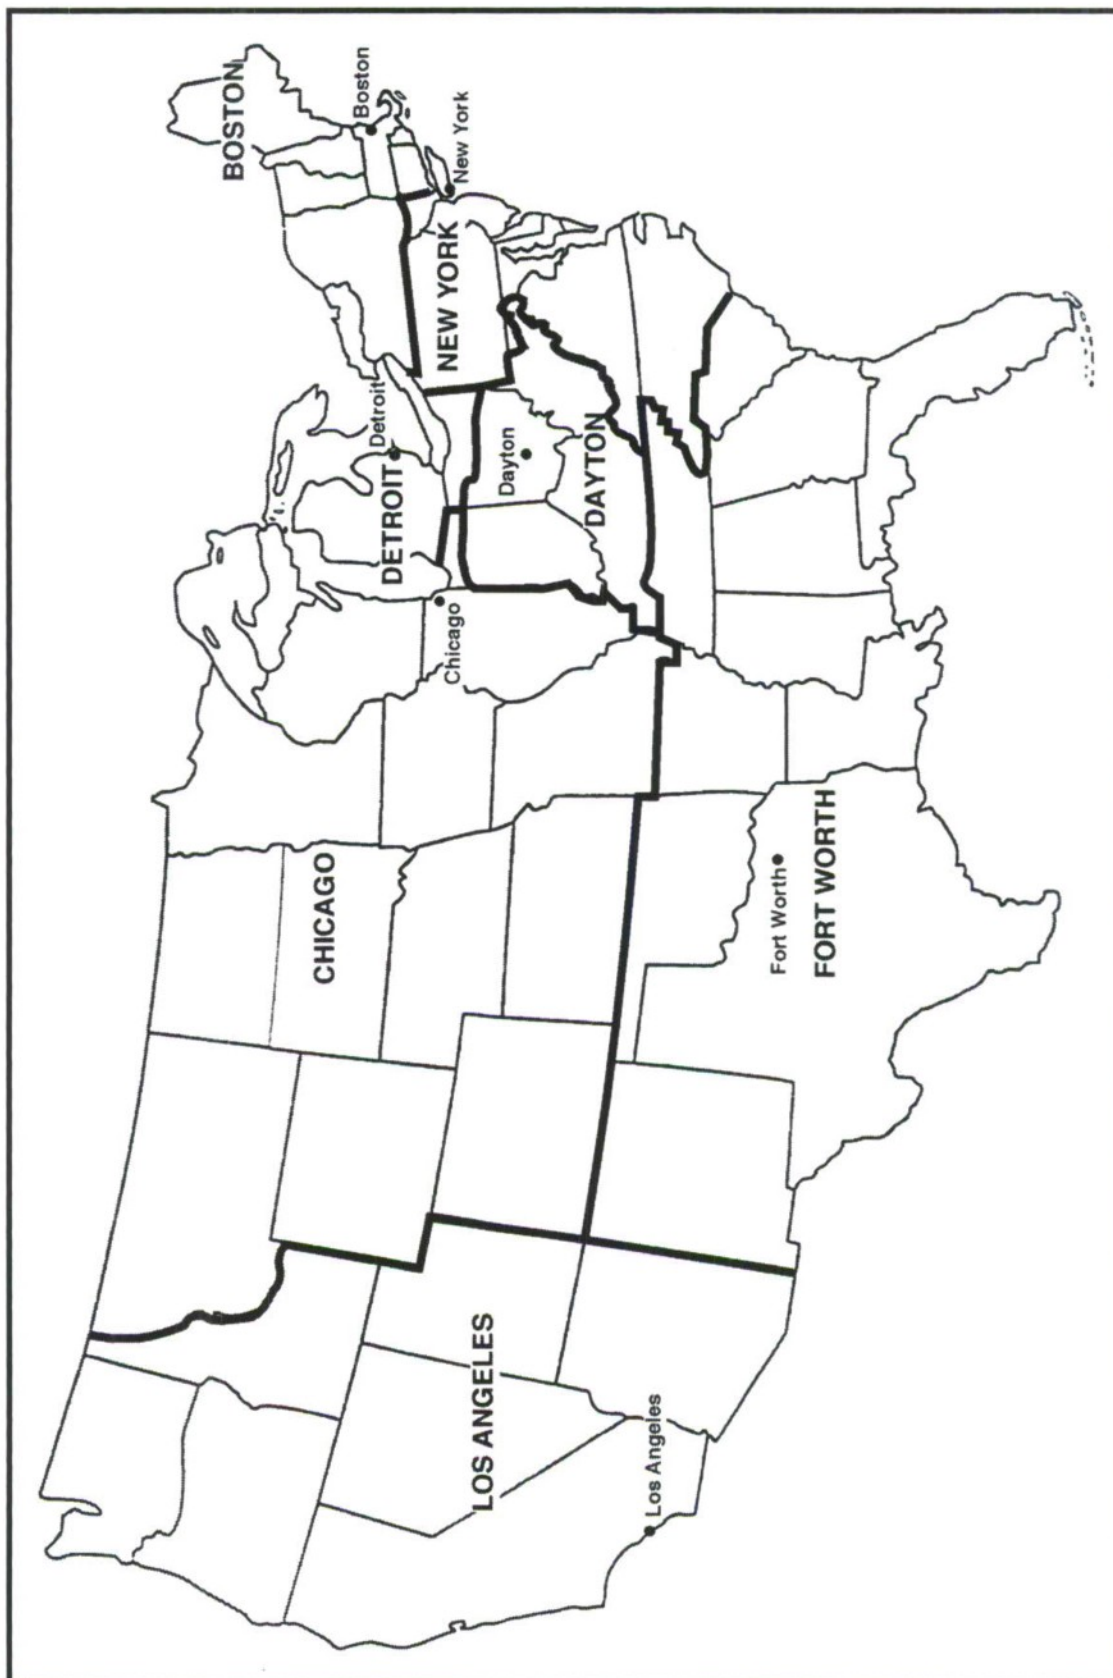 BOSTON
Boston
New York
NEW YORK
Detroit
DETROIT
Dayton
DAYTON
Chicago
CHICAGO
Fort Worth
FORT WORTH
LOS ANGELES
Los Angeles